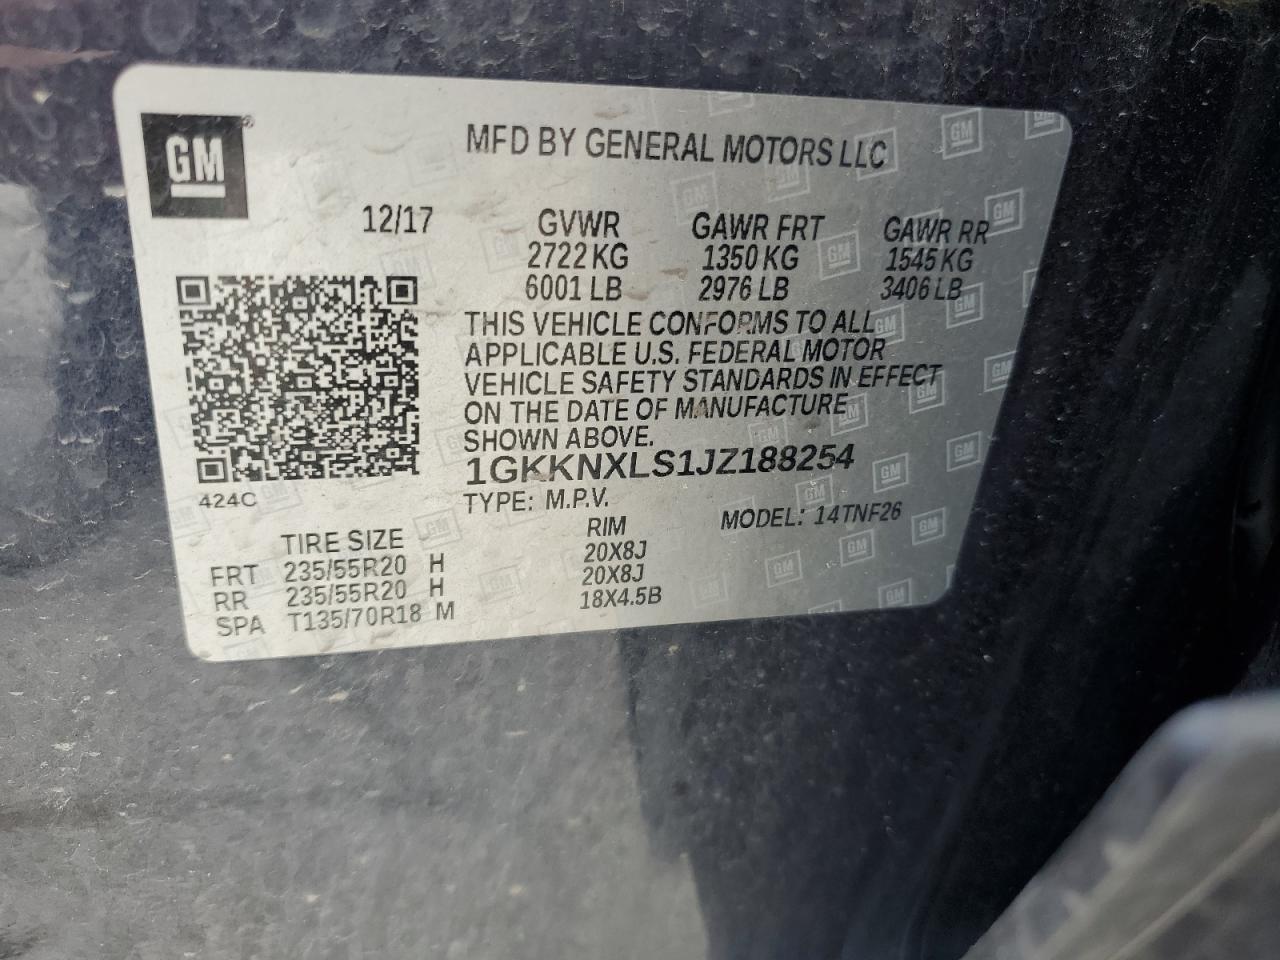 GM
MFD BY GENERAL MOTORS LLC
12/17 GVWR GAWR FRT GAWR RR
2722 KG 1350 KG 1545 KG
6001 LB 2976 LB 3406 LB
THIS VEHICLE CONFORMS TO ALL
APPLICABLE U.S. FEDERAL MOTOR
VEHICLE SAFETY STANDARDS IN EFFECT
ON THE DATE OF MANUFACTURE
SHOWN ABOVE.
1GKKNXLS1JZ188254
424C
TYPE: M.P.V. MODEL: 14TNF26
TIRE SIZE RIM
FRT 235/55R20 H 20X8J
RR 235/55R20 H 20X8J
SPA T135/70R18 M 18X4.5B